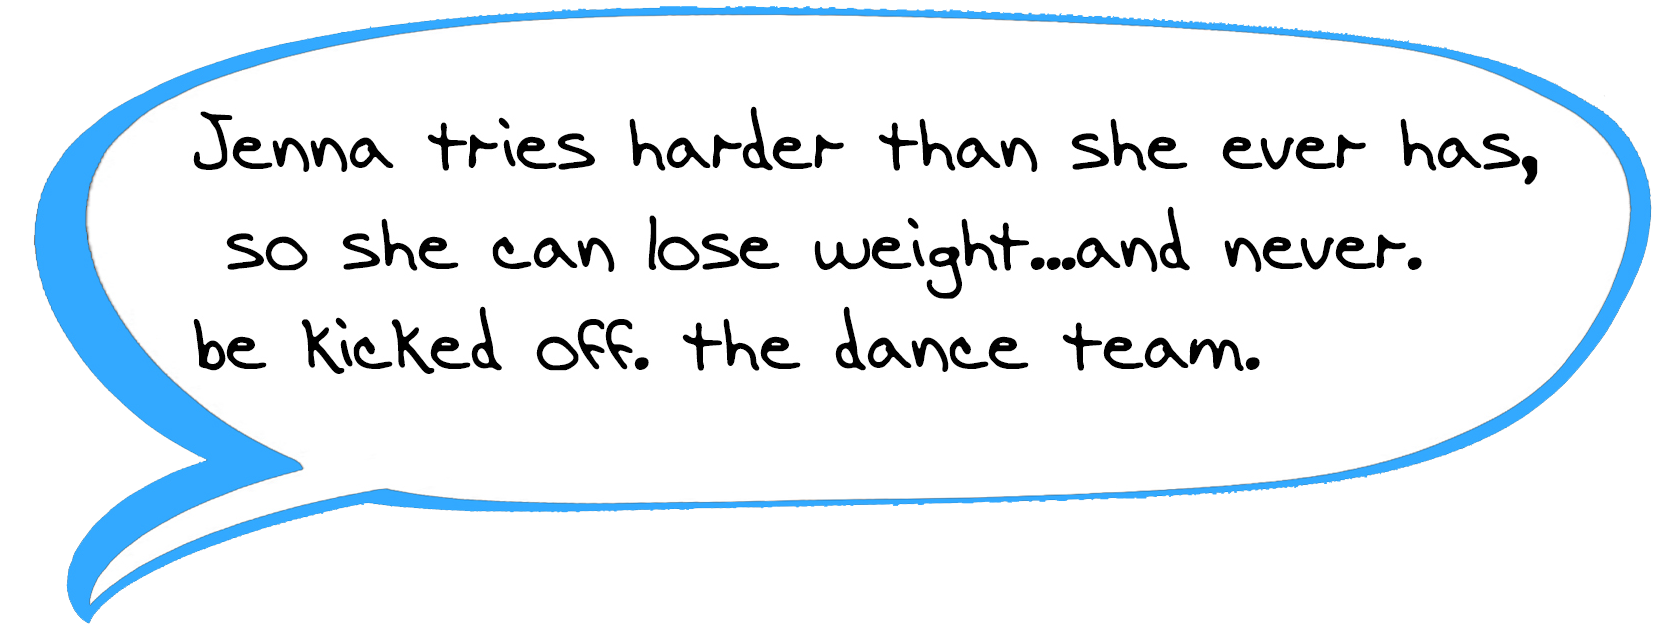 Jenna tries harder than she ever has,
so she can lose weight...and never.
be kicked off. the dance team.